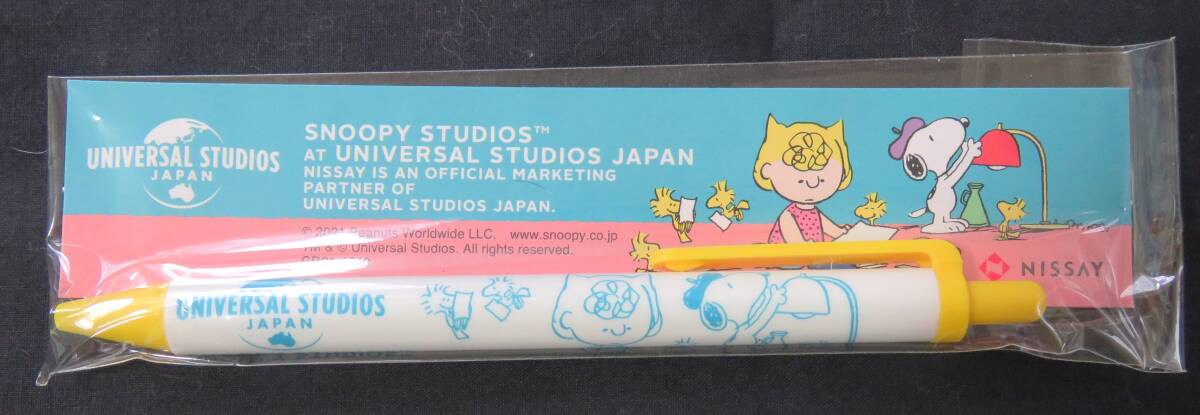 UNIVERSAL STUDIOS
JAPAN
SNOOPY STUDIOS™
AT UNIVERSAL STUDIOS JAPAN
NISSAY IS AN OFFICIAL MARKETING
PARTNER OF
UNIVERSAL STUDIOS JAPAN.
© 2021 Peanuts Worldwide LLC. www.snoopy.co.jp
TM & © Universal Studios. All rights reserved.
NISSAY
UNIVERSAL STUDIOS
JAPAN